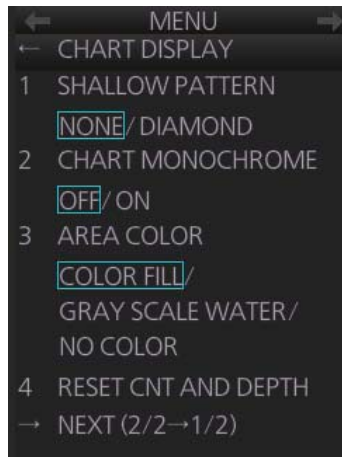 ← MENU →
← CHART DISPLAY
1 SHALLOW PATTERN
NONE/ DIAMOND
2 CHART MONOCHROME
OFF/ ON
3 AREA COLOR
COLOR FILL/
GRAY SCALE WATER/
NO COLOR
4 RESET CNT AND DEPTH
→ NEXT (2/2→1/2)